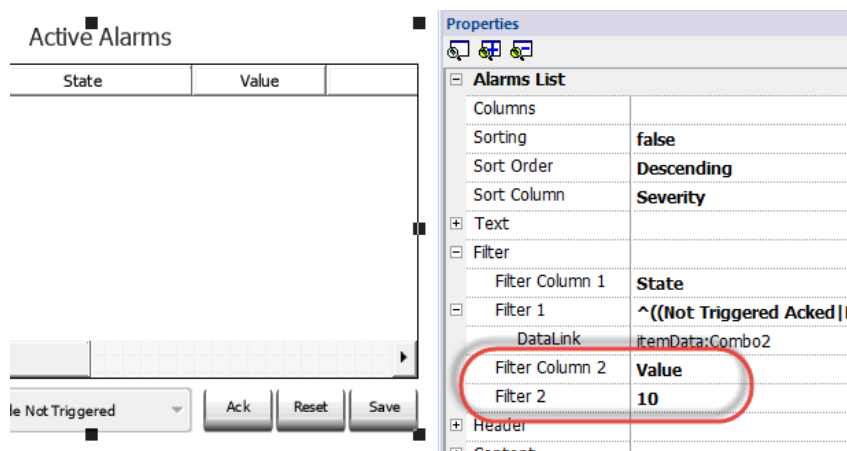 Active Alarms
State Value
le Not Triggered Ack Reset Save
Properties
Alarms List
Columns
Sorting false
Sort Order Descending
Sort Column Severity
Text
Filter
Filter Column 1 State
Filter 1 ^((Not Triggered Acked|
DataLink itemData:Combo2
Filter Column 2 Value
Filter 2 10
Header